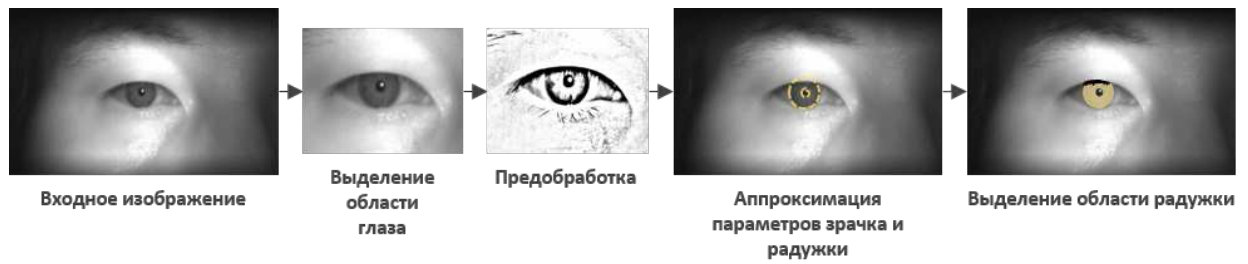 Входное изображение
Выделение
области
глаза
Предобработка
Аппроксимация
параметров зрачка и
радужки
Выделение области радужки